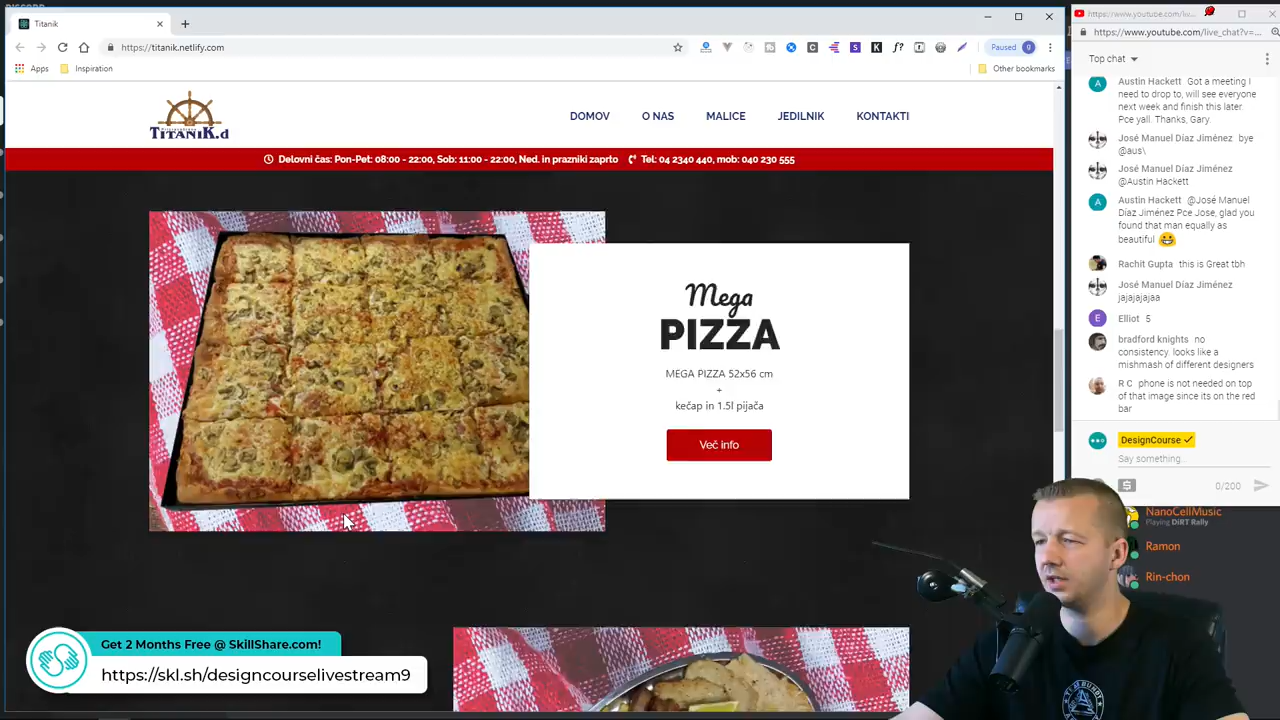 Titanik
https://titanik.netlify.com
Paused
Apps
Inspiration
Other bookmarks
TITANIK.d
DOMOV
O NAS
MALICE
JEDILNIK
KONTAKTI
Delovni čas: Pon-Pet: 08:00 - 22:00, Sob: 11:00 - 22:00, Ned. in prazniki zaprto
Tel: 04 2340 440, mob: 040 230 555
Mega
PIZZA
MEGA PIZZA 52x56 cm
+
kečap in 1.5l pijača
Več info
Get 2 Months Free @ SkillShare.com!
https://skl.sh/designcourselivestream9
https://www.youtube.com/liv...
https://www.youtube.com/live_chat?v=...
Top chat
Austin Hackett Got a meeting I
need to drop to, will see everyone
next week and finish this later.
Pce yall. Thanks, Gary.
José Manuel Díaz Jiménez bye
@aus\
José Manuel Díaz Jiménez
@Austin Hackett
Austin Hackett @José Manuel
Díaz Jiménez Pce Jose, glad you
found that man equally as
beautiful
Rachit Gupta this is Great tbh
José Manuel Díaz Jiménez
jajajajajaa
E
Elliot 5
bradford knights no
consistency. looks like a
mishmash of different designers
R C phone is not needed on top
of that image since its on the red
bar
DesignCourse
Say something...
0/200
NanoCellMusic
Playing DiRT Rally
Ramon
Rin-chon